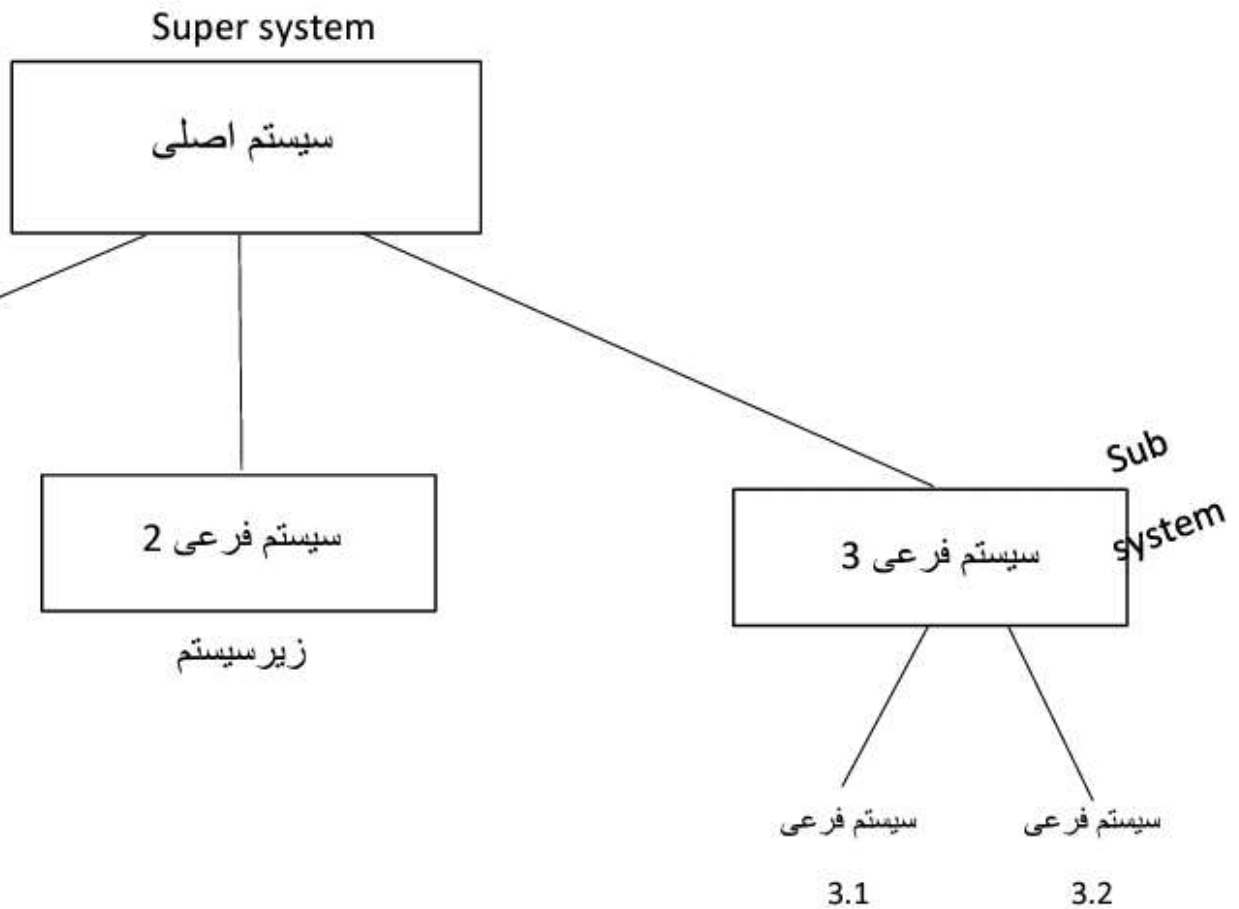 Super system
سیستم اصلی
Sub
system
سیستم فرعی 2
سیستم فرعی 3
زیرسیستم
سیستم فرعی
3.1
سیستم فرعی
3.2